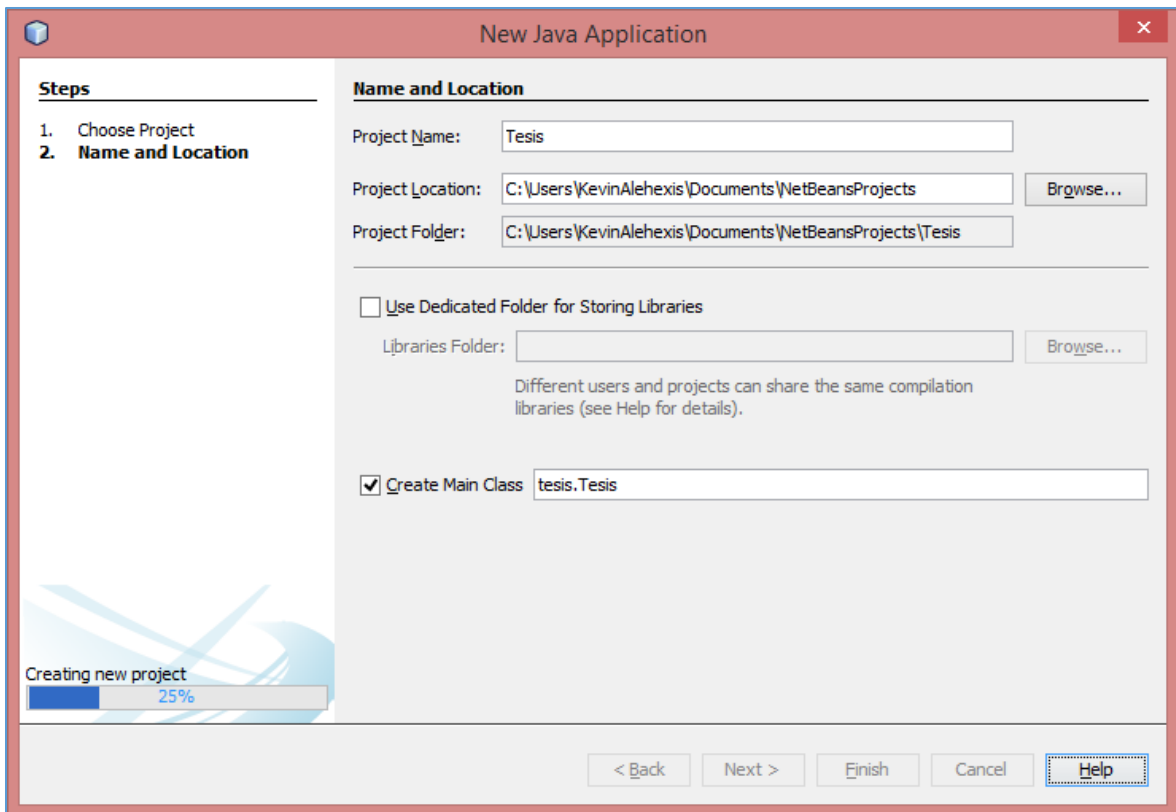 New Java Application
Steps
1. Choose Project
2. Name and Location
Creating new project
25%
Name and Location
Project Name: Tesis
Project Location: C:\Users\KevinAlehexis\Documents\NetBeansProjects Browse...
Project Folder: C:\Users\KevinAlehexis\Documents\NetBeansProjects\Tesis
Use Dedicated Folder for Storing Libraries
Libraries Folder: Browse...
Different users and projects can share the same compilation
libraries (see Help for details).
Create Main Class tesis.Tesis
< Back Next > Finish Cancel Help